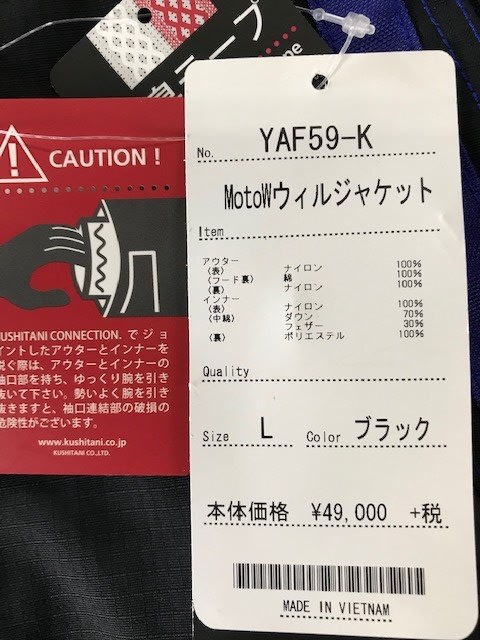 テープ
CAUTION !
KUSHITANI CONNECTION. でジョ
イントしたアウターとインナーを
脱ぐ際は、アウターとインナーの
袖口部を持ち、ゆっくり腕を引き
抜いて下さい。勢いよく腕を引き
抜きますと、袖口連結部の破損の
危険性がございます。
www.kushitani.co.jp
KUSHITANI CO.,LTD.
No. YAF59-K
MotoWウィルジャケット
Item
アウター
(表) ナイロン 100%
(フード裏) 綿 100%
(裏) ナイロン 100%
インナー
(表) ナイロン 100%
(中綿) ダウン 70%
フェザー 30%
(裏) ポリエステル 100%
Quality
Size L Color ブラック
本体価格 ¥49,000 +税
MADE IN VIETNAM